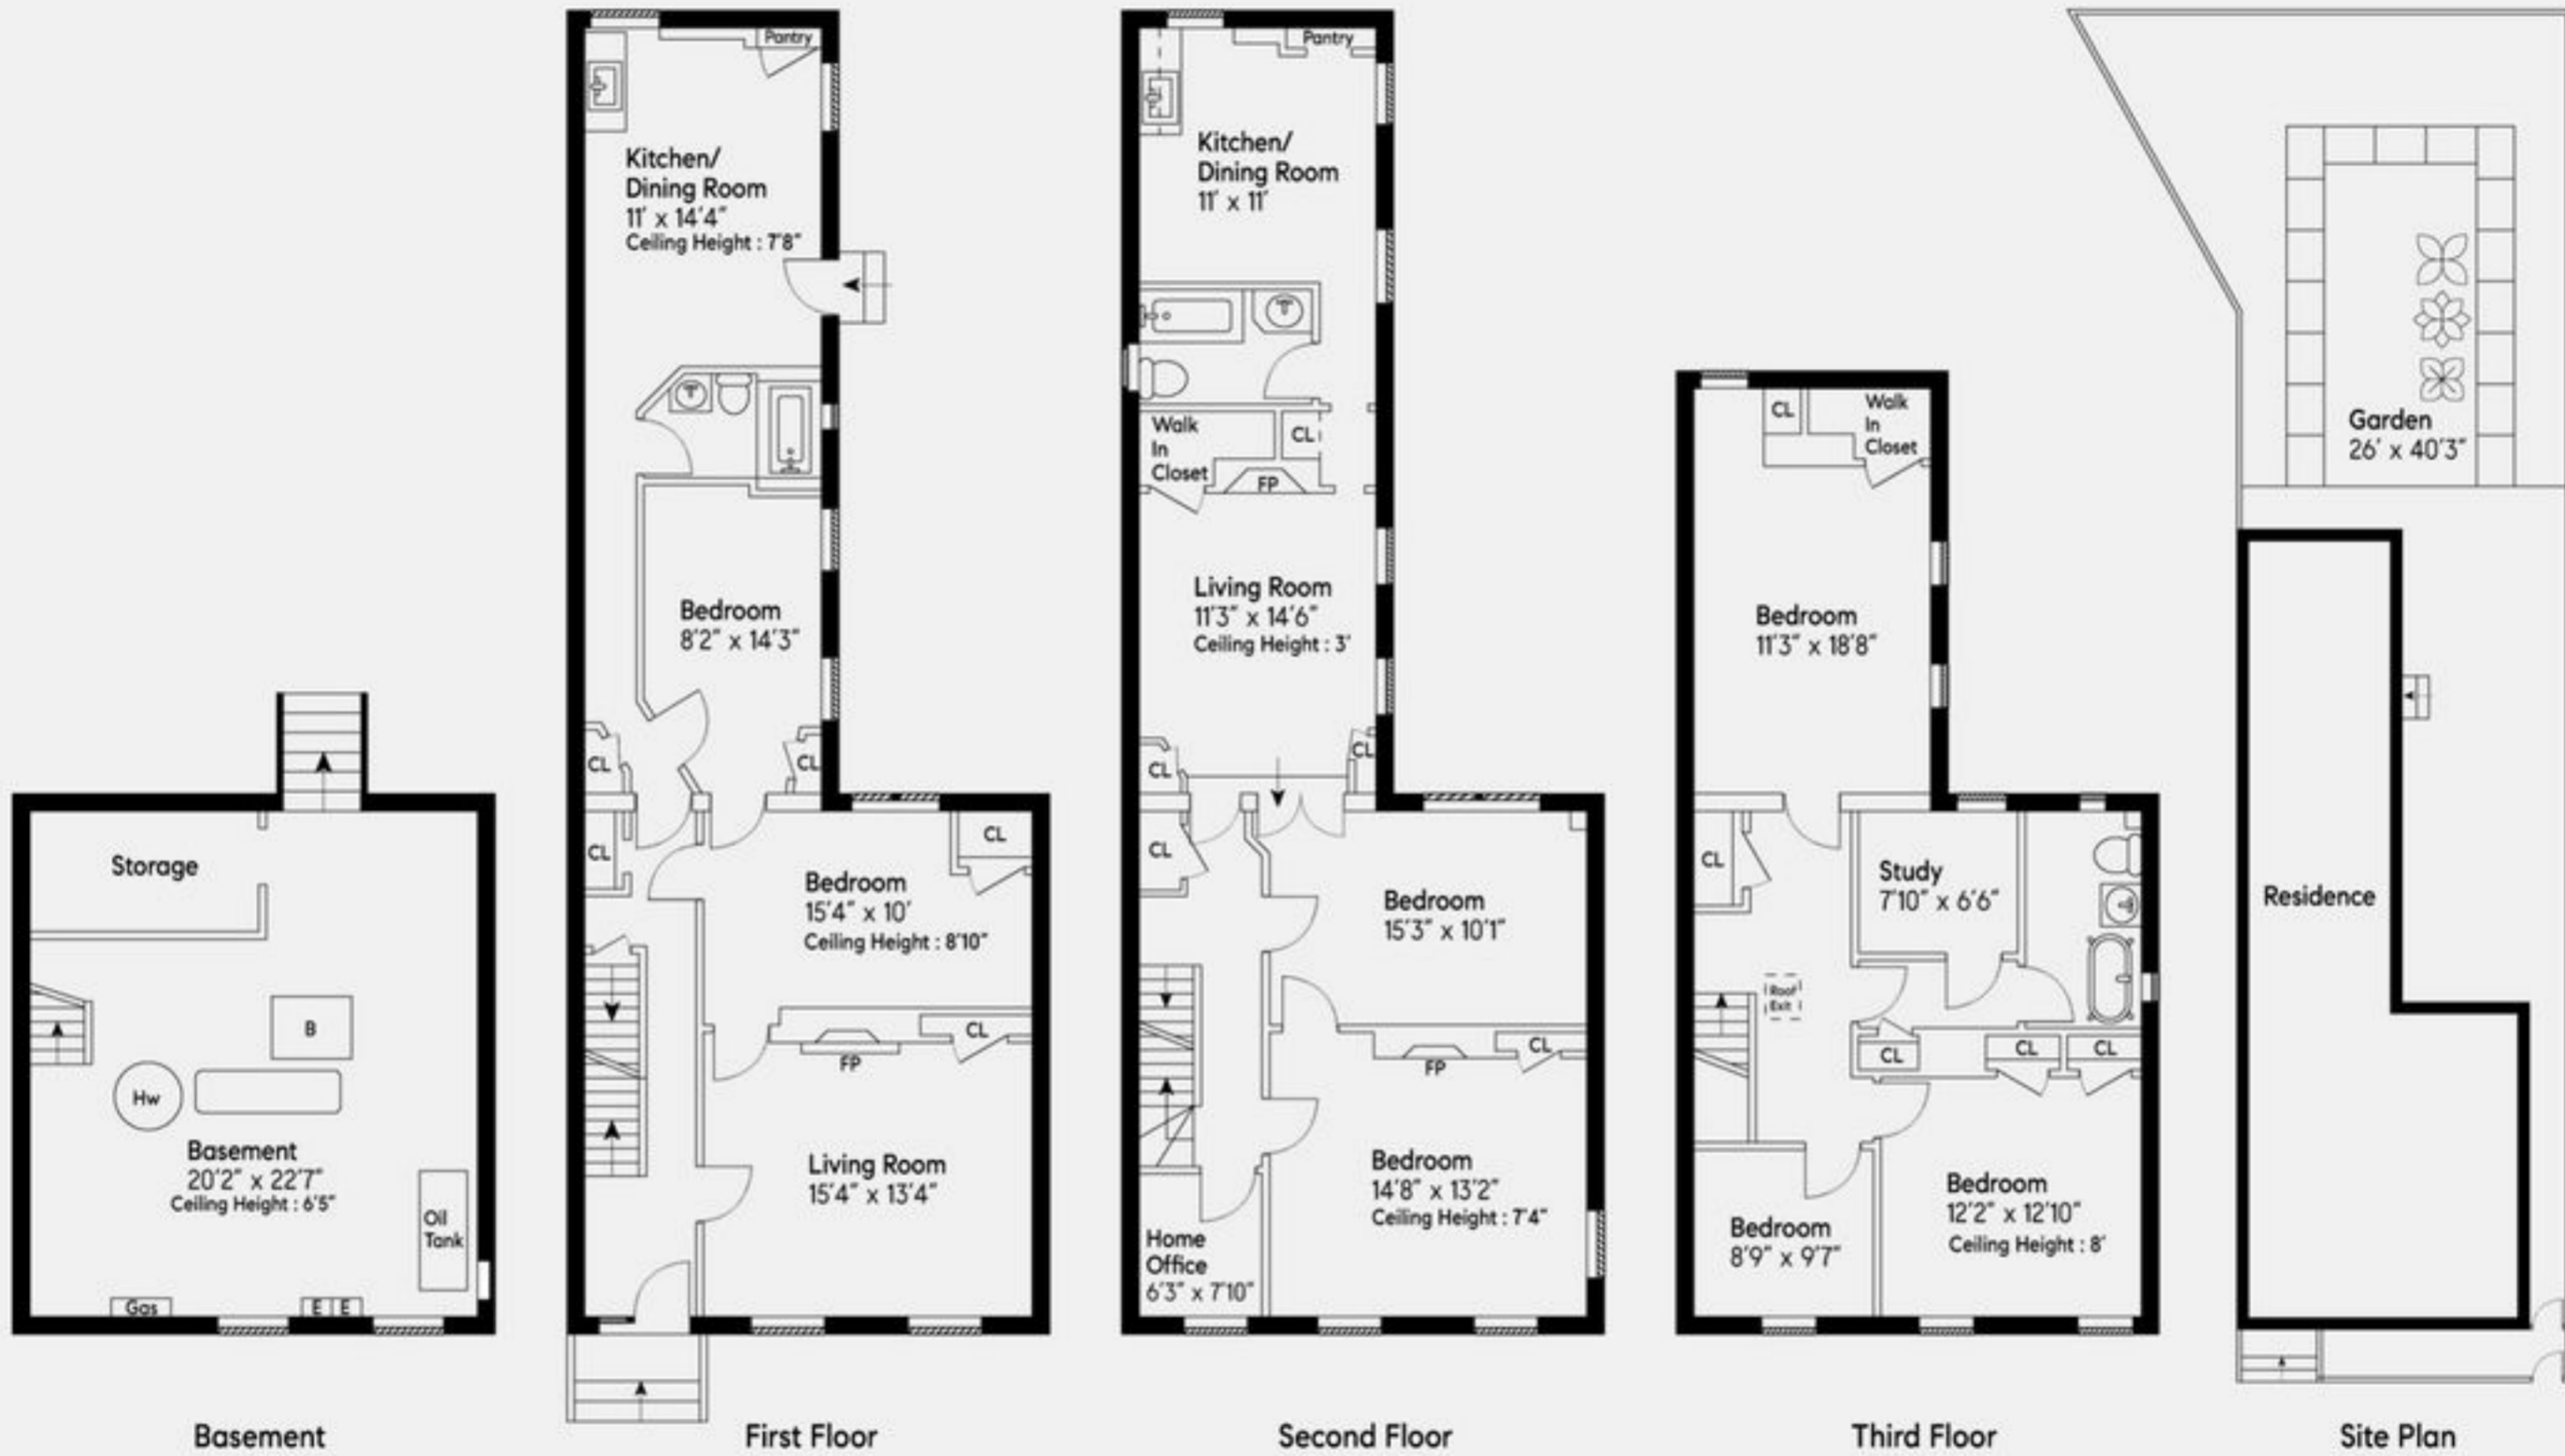 Storage
B
Hw
Basement
20'2" x 22'7"
Ceiling Height : 6'5"
Oil
Tank
Gas
E E
Basement
Pantry
Kitchen/
Dining Room
11' x 14'4"
Ceiling Height : 7'8"
Bedroom
8'2" x 14'3"
CL
CL
CL
CL
Bedroom
15'4" x 10'
Ceiling Height : 8'10"
CL
FP
Living Room
15'4" x 13'4"
First Floor
Pantry
Kitchen/
Dining Room
11' x 11'
Walk
In
Closet
CL
FP
Living Room
11'3" x 14'6"
Ceiling Height : 3'
CL
CL
CL
Bedroom
15'3" x 10'1"
CL
FP
Bedroom
14'8" x 13'2"
Ceiling Height : 7'4"
Home
Office
6'3" x 7'10"
Second Floor
CL
Walk
In
Closet
Bedroom
11'3" x 18'8"
CL
Study
7'10" x 6'6"
Roof
Exit
CL
CL
CL
Bedroom
12'2" x 12'10"
Ceiling Height : 8'
Bedroom
8'9" x 9'7"
Third Floor
Garden
26' x 40'3"
Residence
Site Plan